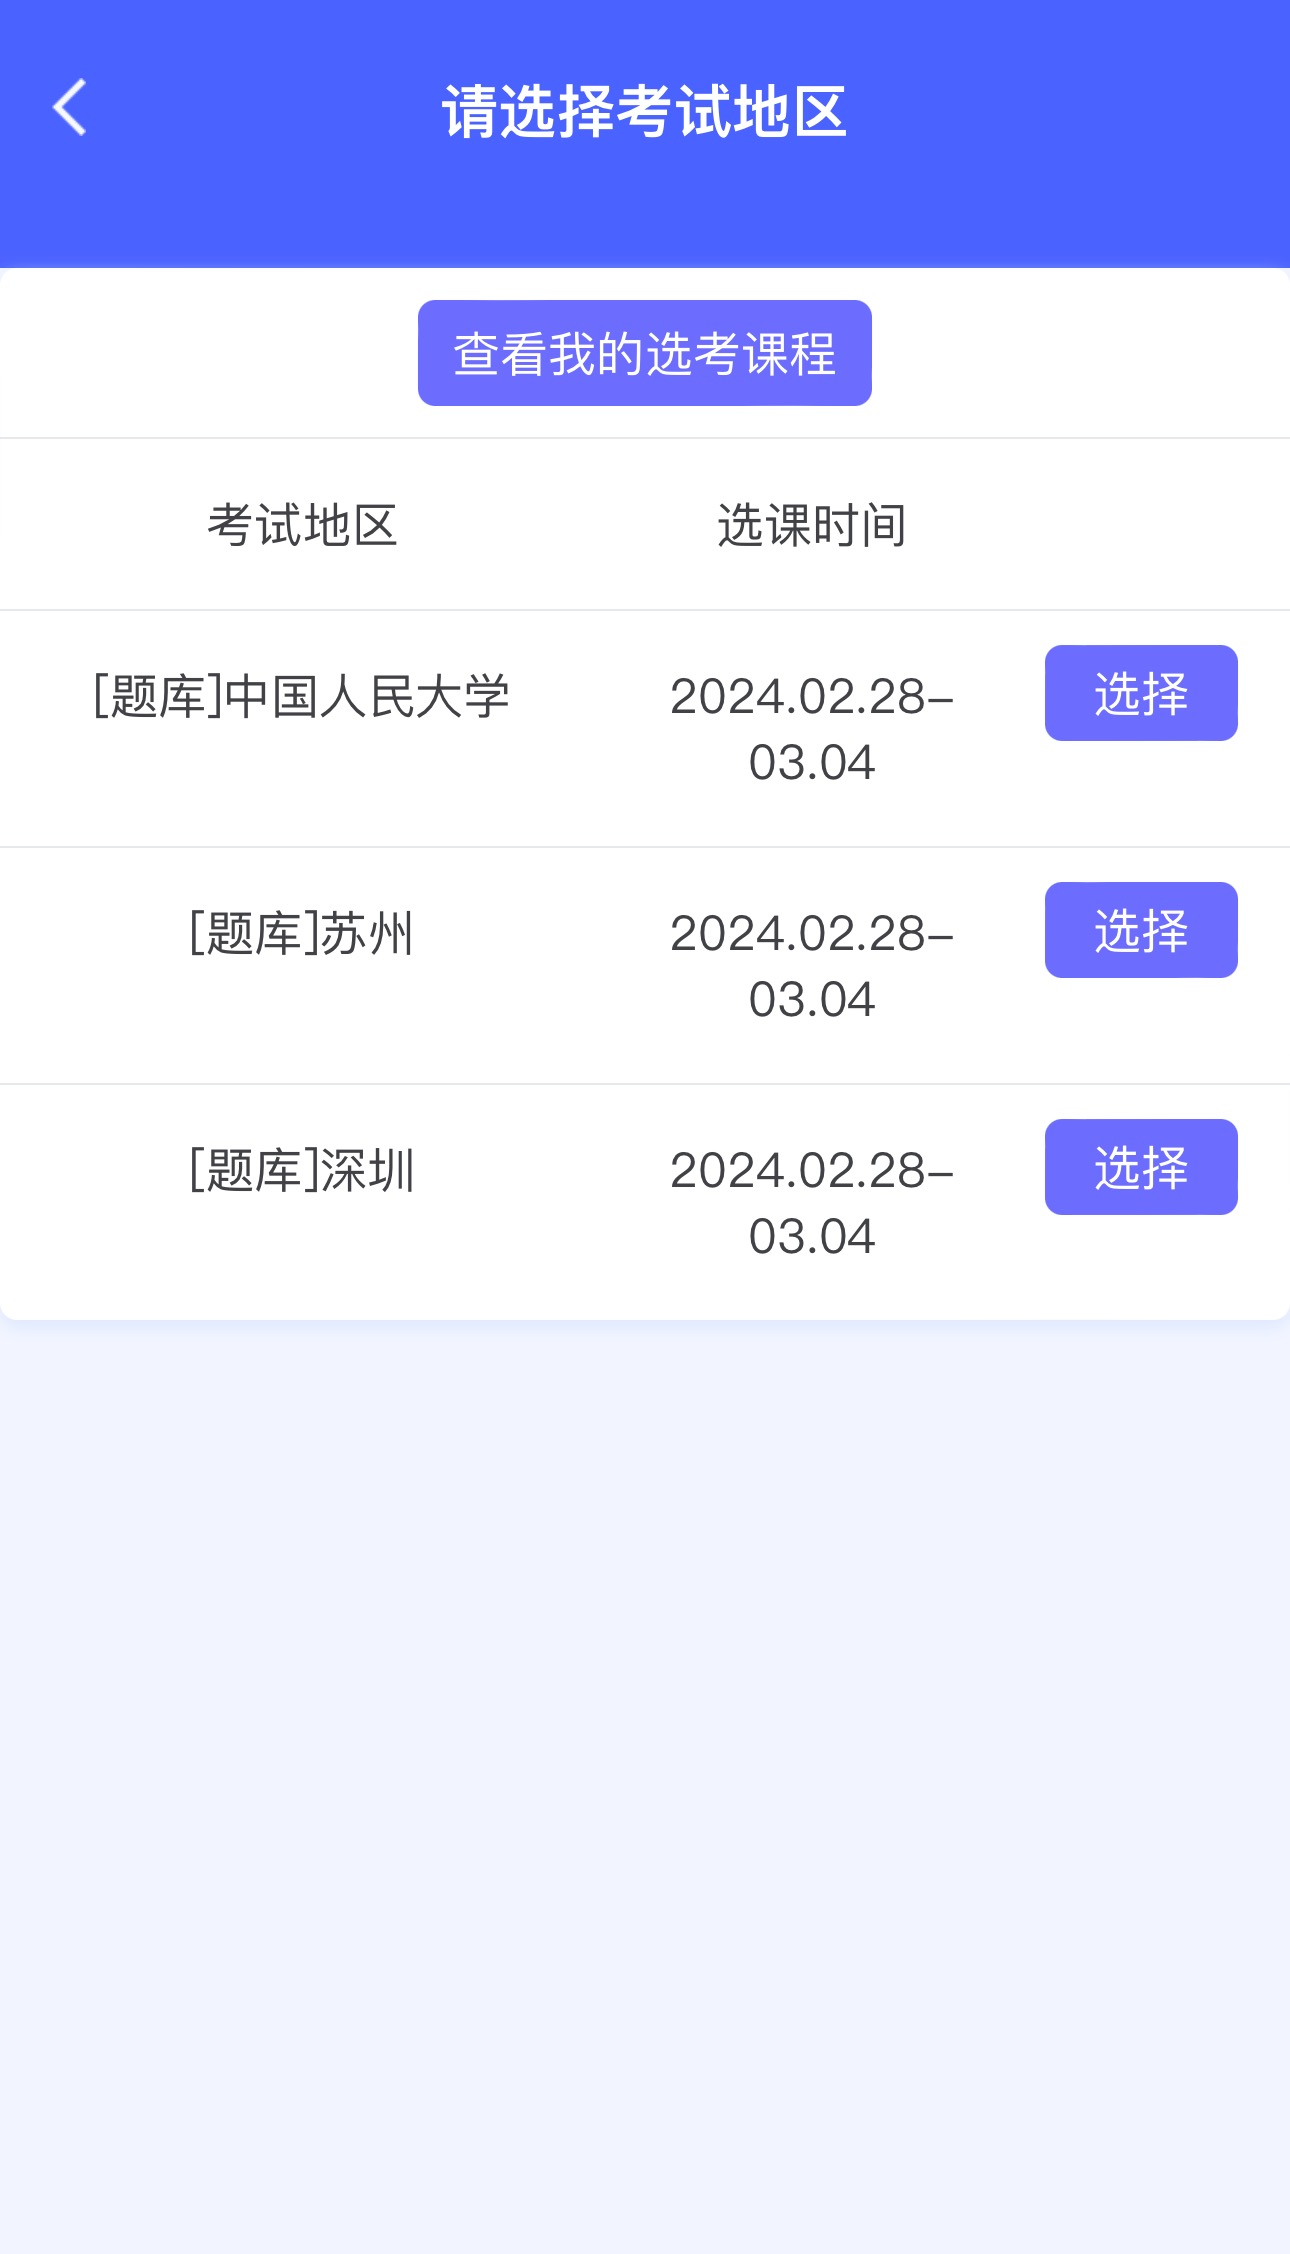 请选择考试地区
查看我的选考课程
考试地区 选课时间
[题库]中国人民大学 2024.02.28– 选择
03.04
[题库]苏州 2024.02.28– 选择
03.04
[题库]深圳 2024.02.28– 选择
03.04